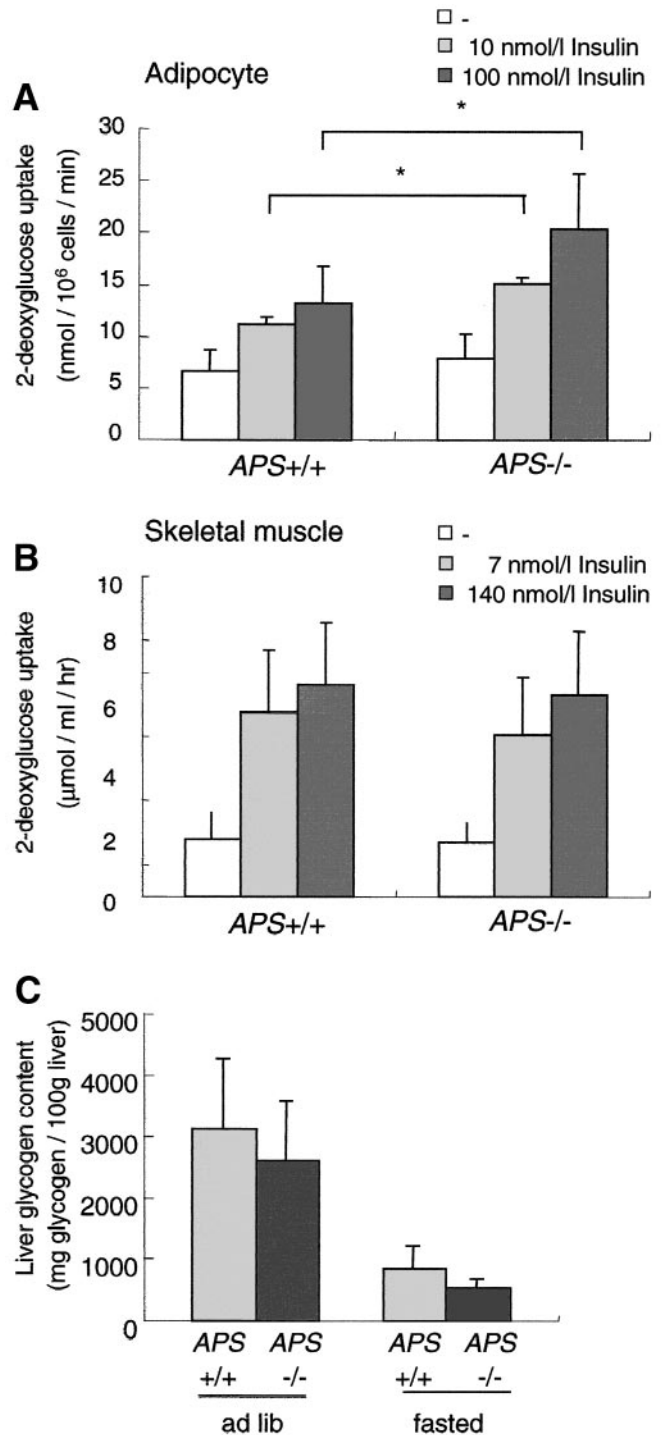 -
10 nmol/l Insulin
100 nmol/l Insulin
Adipocyte
A
2-deoxyglucose uptake
(nmol / 10⁶ cells / min)
30
25
20
15
10
5
0
*
*
APS+/+
APS-/-
Skeletal muscle
-
7 nmol/l Insulin
140 nmol/l Insulin
B
2-deoxyglucose uptake
(μmol / ml / hr)
10
8
6
4
2
0
APS+/+
APS-/-
C
Liver glycogen content
(mg glycogen / 100g liver)
5000
4000
3000
2000
1000
0
APS APS APS APS
+/+ -/- +/+ -/-
ad lib fasted